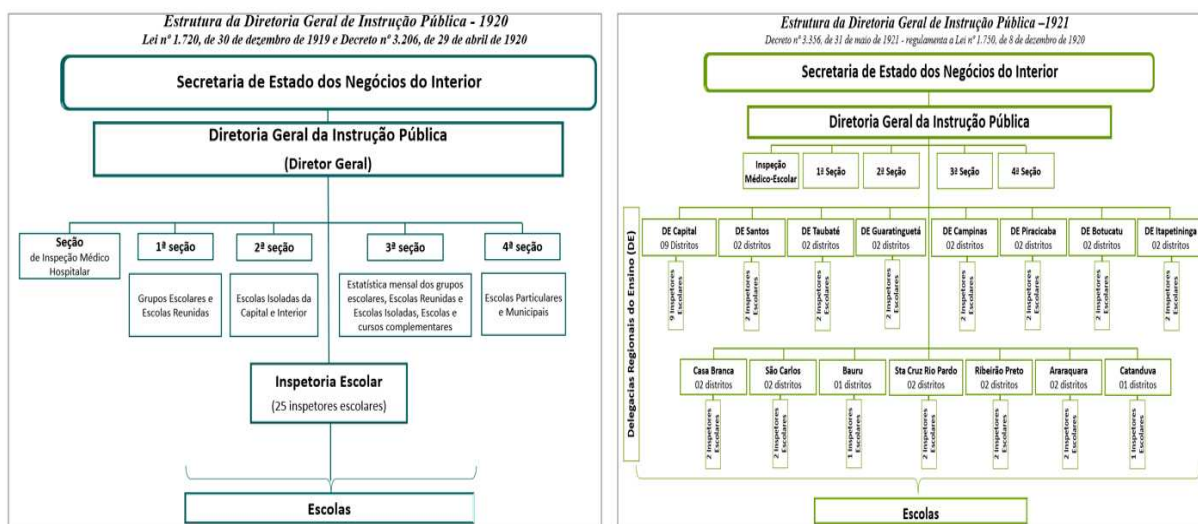 Estrutura da Diretoria Geral de Instrução Pública - 1920
Lei nº 1.720, de 30 de dezembro de 1919 e Decreto nº 3.206, de 29 de abril de 1920
Secretaria de Estado dos Negócios do Interior
Diretoria Geral da Instrução Pública
(Diretor Geral)
Seção
de Inspeção Médico
Hospitalar
1ª seção
Grupos Escolares e
Escolas Reunidas
2ª seção
Escolas Isoladas da
Capital e Interior
3ª seção
Estatística mensal dos grupos
escolares, Escolas Reunidas e
Escolas Isoladas, Escolas e
cursos complementares
4ª seção
Escolas Particulares
e Municipais
Inspetoria Escolar
(25 inspetores escolares)
Escolas
Estrutura da Diretoria Geral de Instrução Pública –1921
Decreto nº 3.356, de 31 de maio de 1921 - regulamenta a Lei nº 1.750, de 8 de dezembro de 1920
Secretaria de Estado dos Negócios do Interior
Diretoria Geral da Instrução Pública
Inspeção
Médico-Escolar
1ª Seção
2ª Seção
3ª Seção
4ª Seção
Delegacias Regionais do Ensino (DE)
DE Capital
09 Distritos
9 Inspetores
Escolares
DE Santos
02 distritos
2 Inspetores
Escolares
DE Taubaté
02 distritos
2 Inspetores
Escolares
DE Guaratinguetá
02 distritos
2 Inspetores
Escolares
DE Campinas
02 distritos
2 Inspetores
Escolares
DE Piracicaba
02 distritos
2 Inspetores
Escolares
DE Botucatu
02 distritos
2 Inspetores
Escolares
DE Itapetininga
02 distritos
2 Inspetores
Escolares
Casa Branca
02 distritos
2 Inspetores
Escolares
São Carlos
02 distritos
2 Inspetores
Escolares
Bauru
01 distritos
1 Inspetores
Escolares
Sta Cruz Rio Pardo
02 distritos
2 Inspetores
Escolares
Ribeirão Preto
02 distritos
2 Inspetores
Escolares
Araraquara
02 distritos
2 Inspetores
Escolares
Catanduva
01 distritos
1 Inspetores
Escolares
Escolas